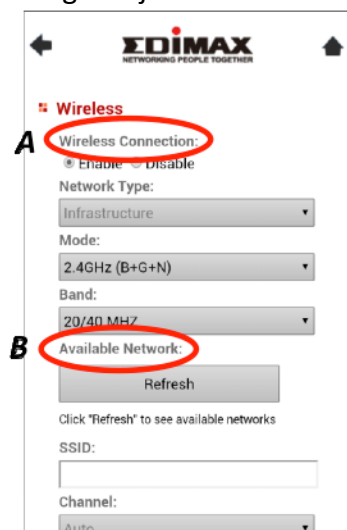 EDIMAX
NETWORKING PEOPLE TOGETHER
Wireless
A
Wireless Connection:
Enable Disable
Network Type:
Infrastructure
Mode:
2.4GHz (B+G+N)
Band:
20/40 MHZ
B
Available Network:
Refresh
Click "Refresh" to see available networks
SSID:
Channel:
Auto